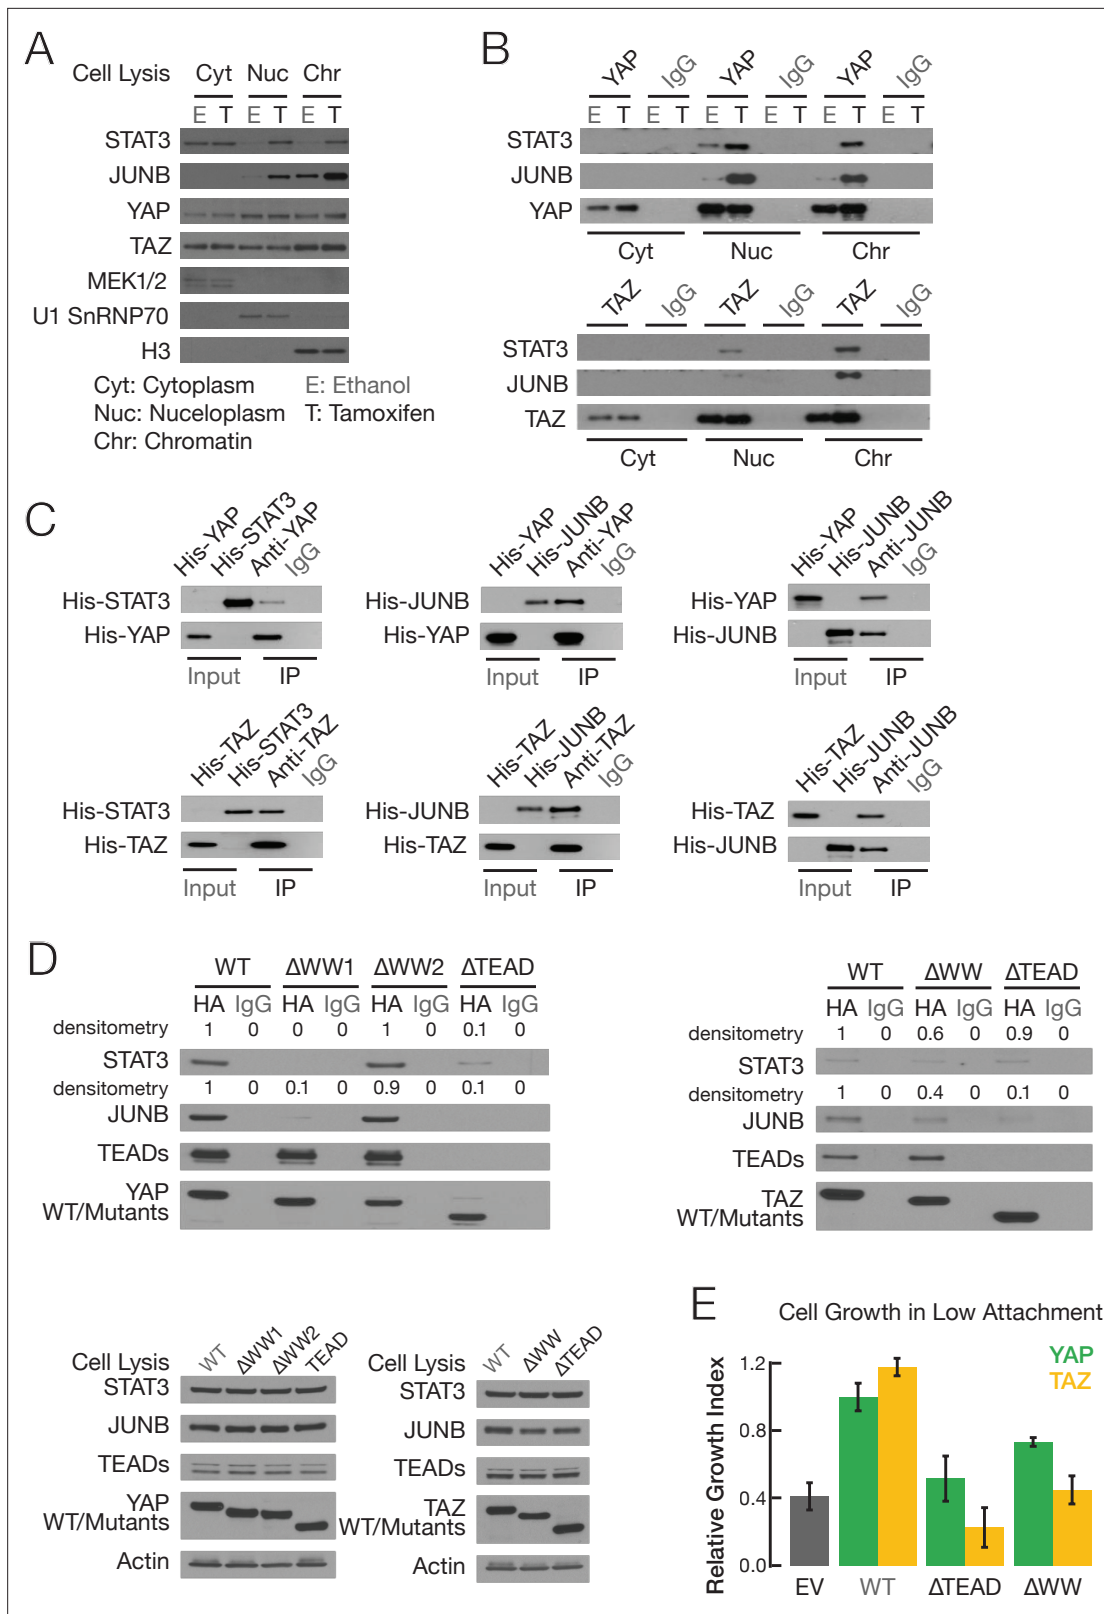 A
Cell Lysis Cyt Nuc Chr
E T E T E T
STAT3
JUNB
YAP
TAZ
MEK1/2
U1 SnRNP70
H3
Cyt: Cytoplasm E: Ethanol
Nuc: Nuceloplasm T: Tamoxifen
Chr: Chromatin
B
YAP IgG YAP IgG YAP IgG
E T E T E T E T E T E T
STAT3
JUNB
YAP
Cyt Nuc Chr
TAZ IgG TAZ IgG TAZ IgG
STAT3
JUNB
TAZ
Cyt Nuc Chr
C
His-YAP His-STAT3 Anti-YAP IgG
His-STAT3
His-YAP
Input IP
His-YAP His-JUNB Anti-YAP IgG
His-JUNB
His-YAP
Input IP
His-YAP His-JUNB Anti-JUNB IgG
His-YAP
His-JUNB
Input IP
His-TAZ His-STAT3 Anti-TAZ IgG
His-STAT3
His-TAZ
Input IP
His-TAZ His-JUNB Anti-TAZ IgG
His-JUNB
His-TAZ
Input IP
His-TAZ His-JUNB Anti-JUNB IgG
His-TAZ
His-JUNB
Input IP
D
WT ΔWW1 ΔWW2 ΔTEAD
HA IgG HA IgG HA IgG HA IgG
densitometry 1 0 0 0 1 0 0.1 0
STAT3
densitometry 1 0 0.1 0 0.9 0 0.1 0
JUNB
TEADs
YAP
WT/Mutants
WT ΔWW ΔTEAD
HA IgG HA IgG HA IgG
densitometry 1 0 0.6 0 0.9 0
STAT3
densitometry 1 0 0.4 0 0.1 0
JUNB
TEADs
TAZ
WT/Mutants
Cell Lysis WT ΔWW1 ΔWW2 TEAD
STAT3
JUNB
TEADs
YAP
WT/Mutants
Actin
Cell Lysis WT ΔWW ΔTEAD
STAT3
JUNB
TEADs
TAZ
WT/Mutants
Actin
E
Cell Growth in Low Attachment
YAP
TAZ
Relative Growth Index
1.2
0.8
0.4
0.0
EV WT ΔTEAD ΔWW